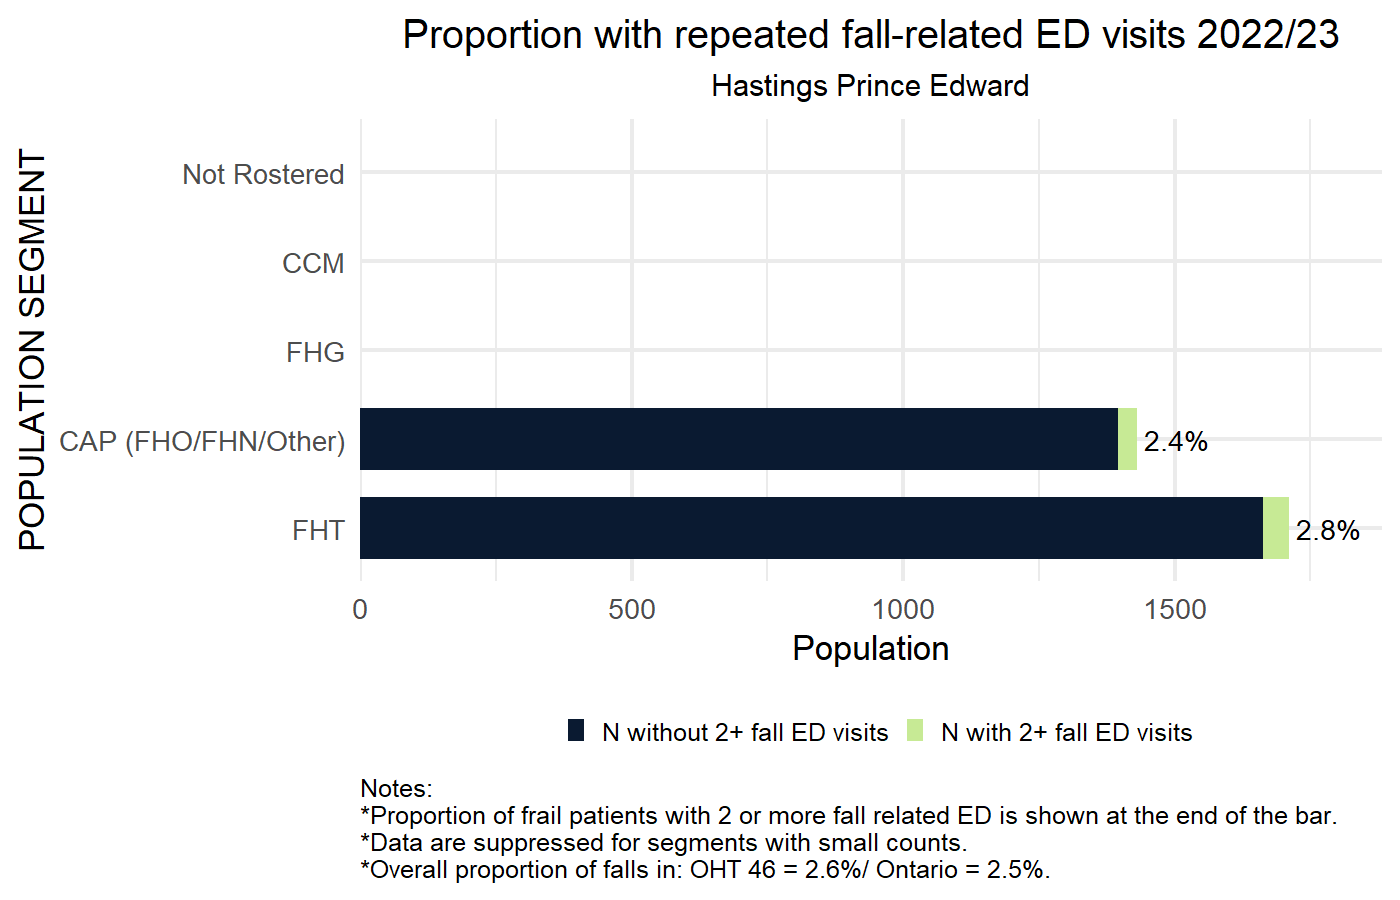 Proportion with repeated fall-related ED visits 2022/23
Hastings Prince Edward
POPULATION SEGMENT
Not Rostered
CCM
FHG
CAP (FHO/FHN/Other)
2.4%
FHT
2.8%
0 500 1000 1500
Population
N without 2+ fall ED visits N with 2+ fall ED visits
Notes:
*Proportion of frail patients with 2 or more fall related ED is shown at the end of the bar.
*Data are suppressed for segments with small counts.
*Overall proportion of falls in: OHT 46 = 2.6%/ Ontario = 2.5%.